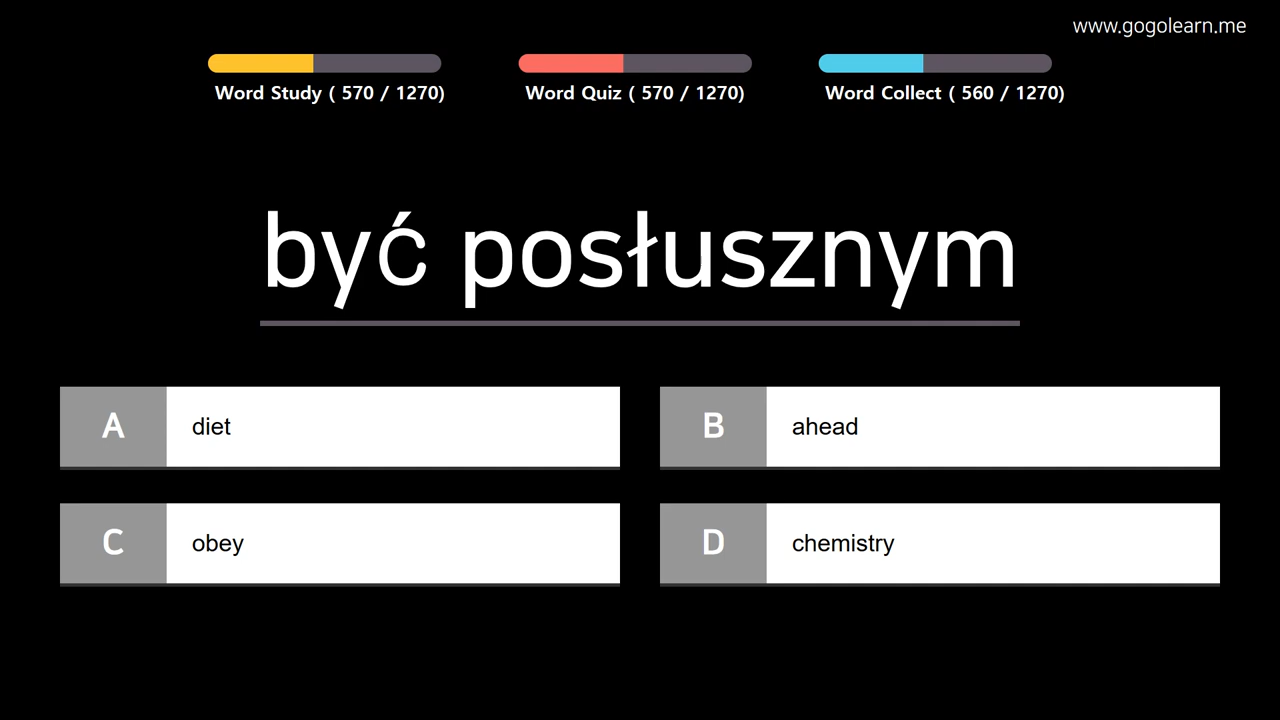 www.gogolearn.me
Word Study ( 570 / 1270)
Word Quiz ( 570 / 1270)
Word Collect ( 560 / 1270)
być posłusznym
A diet
B ahead
C obey
D chemistry